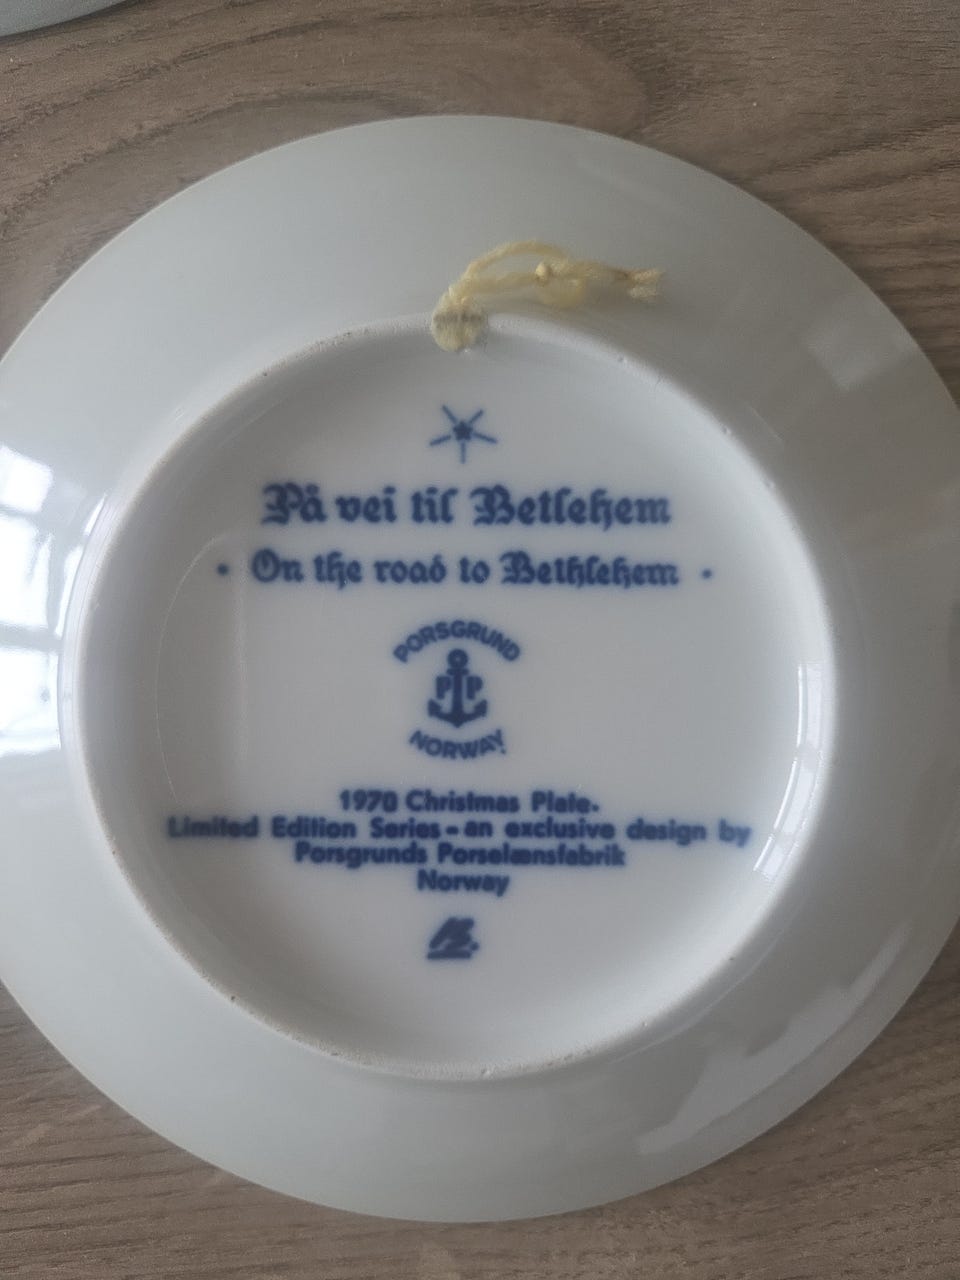 På vei til Betlehem
• On the road to Bethlehem •
PORSGRUND
P P
NORWAY
1970 Christmas Plate.
Limited Edition Series - an exclusive design by
Porsgrunds Porselænsfabrik
Norway